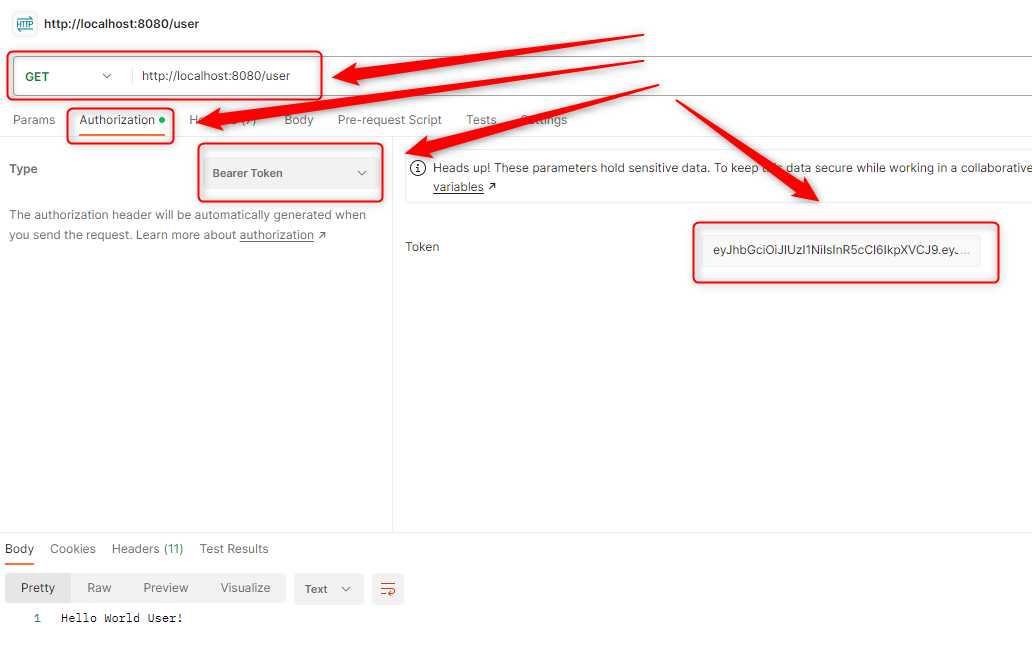 HTTP http://localhost:8080/user
GET http://localhost:8080/user
Params Authorization Body Pre-request Script Tests Settings
Type
Bearer Token
Heads up! These parameters hold sensitive data. To keep this data secure while working in a collaborative
variables
The authorization header will be automatically generated when
you send the request. Learn more about authorization
Token
eyJhbGciOiJIUzI1NiIsInR5cCI6IkpXVCJ9.ey...
Body Cookies Headers (11) Test Results
Pretty Raw Preview Visualize Text
1 Hello World User!